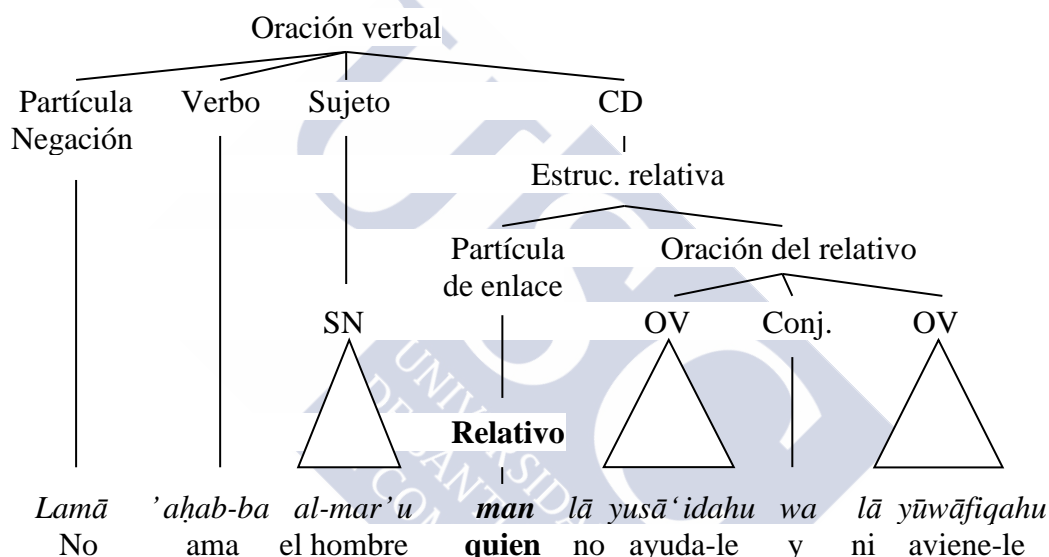 Oración verbal
Partícula Verbo Sujeto CD
Negación
Estruc. relativa
Partícula Oración del relativo
de enlace
SN OV Conj. OV
Relativo
Lamā ’aḥab-ba al-mar’u man lā yusā‘idahu wa lā yūwāfiqahu
No ama el hombre quien no ayuda-le y ni aviene-le